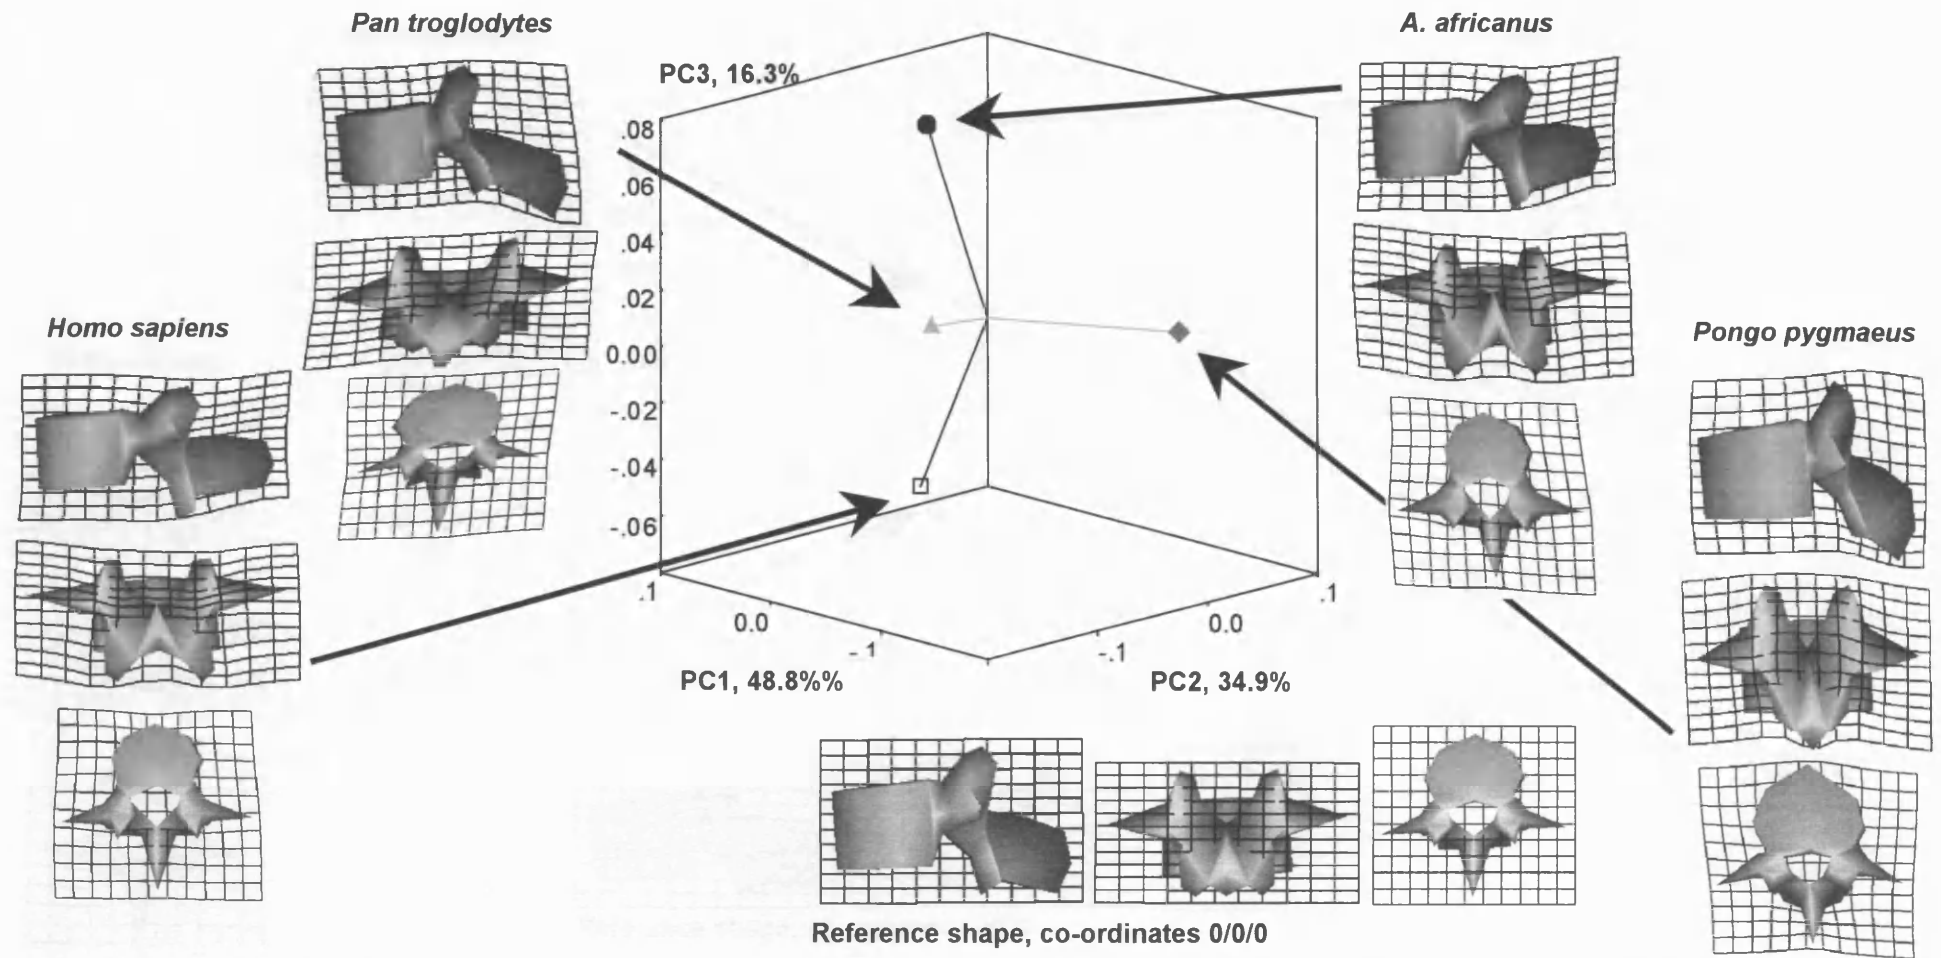 Pan troglodytes
A. africanus
PC3, 16.3%
.08
.06
.04
.02
0.00
-.02
-.04
-.06
Homo sapiens
Pongo pygmaeus
.1
0.0
-.1
-.1
0.0
.1
PC1, 48.8%%
PC2, 34.9%
Reference shape, co-ordinates 0/0/0